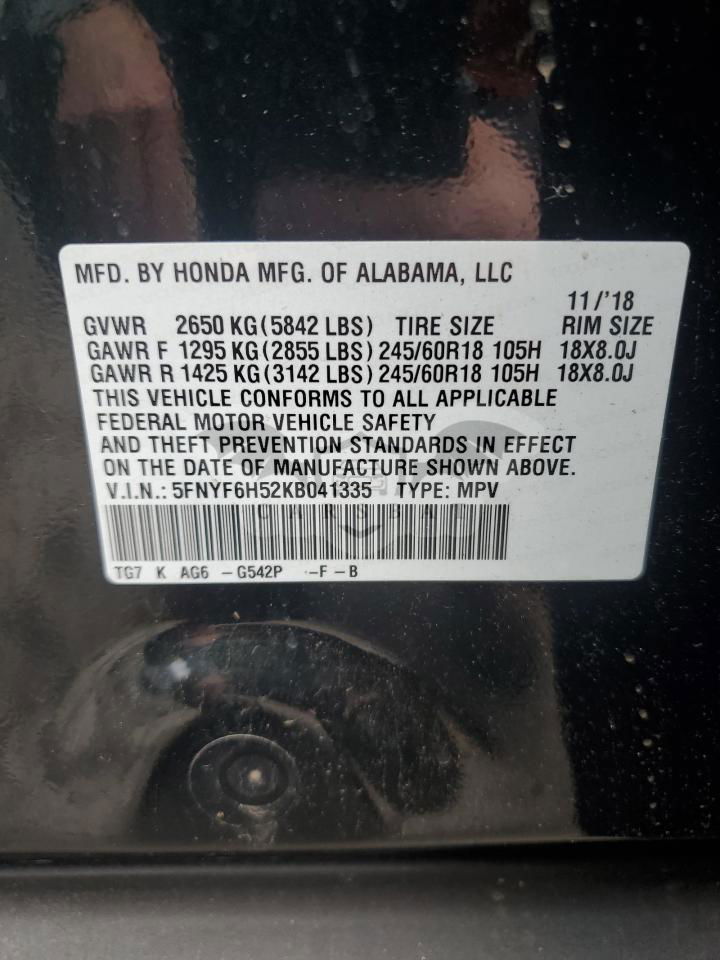 MFD. BY HONDA MFG. OF ALABAMA, LLC
11/'18
GVWR 2650 KG(5842 LBS) TIRE SIZE RIM SIZE
GAWR F 1295 KG(2855 LBS) 245/60R18 105H 18X8.0J
GAWR R 1425 KG(3142 LBS) 245/60R18 105H 18X8.0J
THIS VEHICLE CONFORMS TO ALL APPLICABLE
FEDERAL MOTOR VEHICLE SAFETY
AND THEFT PREVENTION STANDARDS IN EFFECT
ON THE DATE OF MANUFACTURE SHOWN ABOVE.
V.I.N.: 5FNYF6H52KB041335 TYPE: MPV
TG7 K AG6 -G542P -F-B